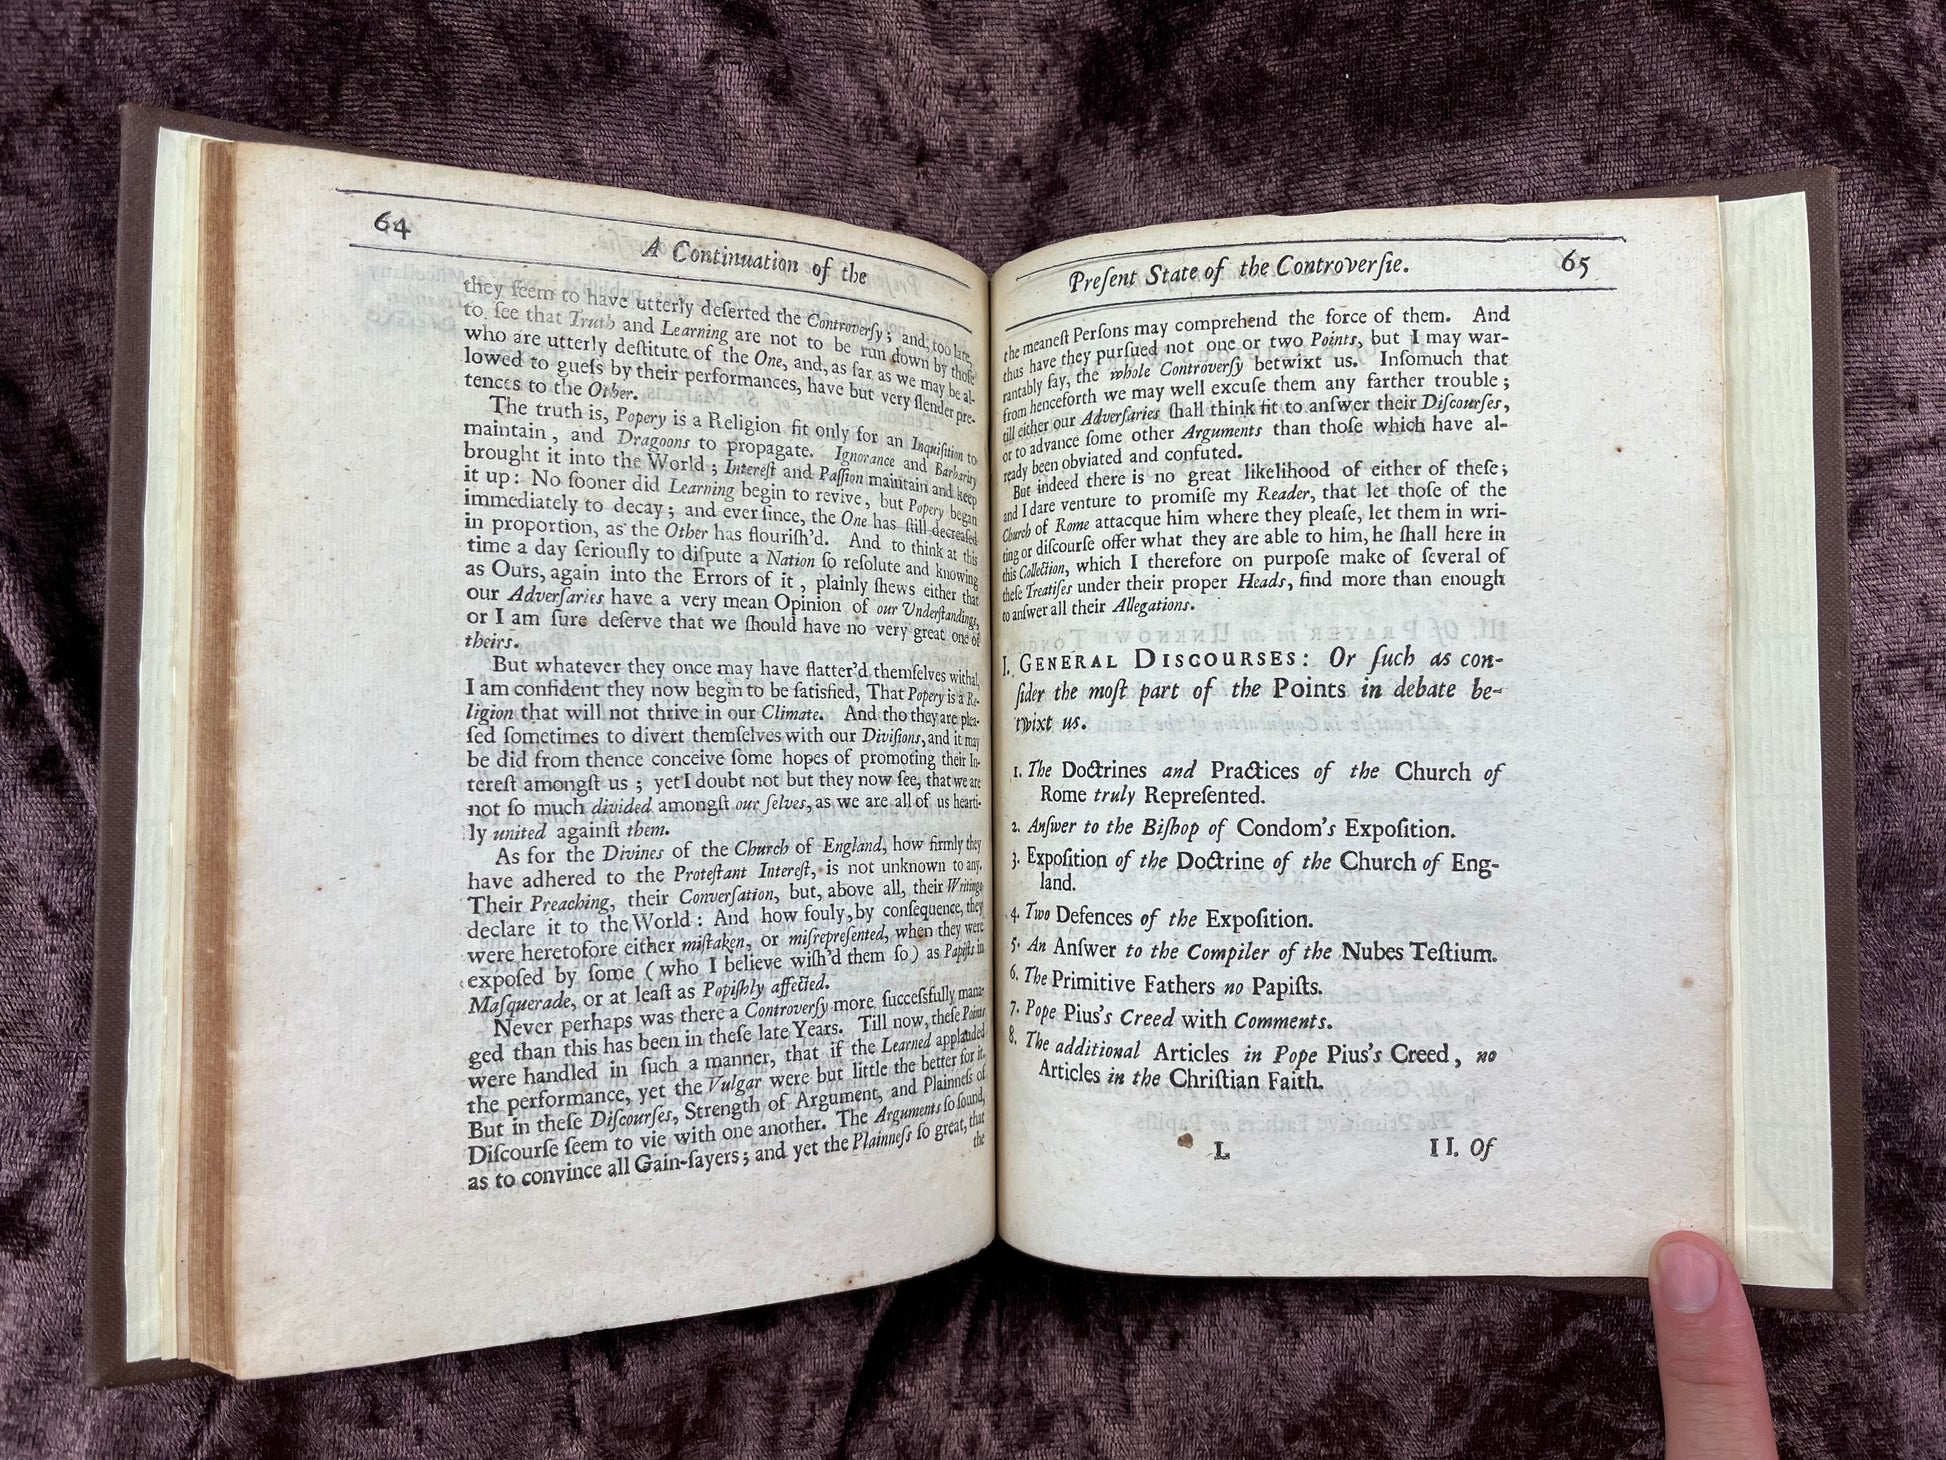 64
A Continuation of the
they ſeem to have utterly deſerted the Controverſy; and, too late,
to ſee that Truth and Learning are not to be run down by thoſe
who are utterly deſtitute of the One, and, as far as we may be al-
lowed to gueſs by their performances, have but very ſlender pre-
tences to the Other.
The truth is, Popery is a Religion fit only for an Inquiſition to
maintain, and Dragoons to propagate. Ignorance and Barbarity
brought it into the World; Intereſt and Paſſion maintain and keep
it up: No ſooner did Learning begin to revive, but Popery began
immediately to decay; and ever ſince, the One has ſtill decreaſed
in proportion, as the Other has flouriſh'd. And to think at this
time a day ſeriouſly to diſpute a Nation ſo reſolute and knowing
as Ours, again into the Errors of it, plainly ſhews either that
our Adverſaries have a very mean Opinion of our Underſtandings,
or I am ſure deſerve that we ſhould have no very great one of
theirs.
But whatever they once may have flatter'd themſelves withal,
I am confident they now begin to be ſatisfied, That Popery is a Re-
ligion that will not thrive in our Climate. And tho they are plea-
ſed ſometimes to divert themſelves with our Diviſions, and it may
be did from thence conceive ſome hopes of promoting their In-
tereſt amongſt us; yet I doubt not but they now ſee, that we are
not ſo much divided amongſt our ſelves, as we are all of us hearti-
ly united againſt them.
As for the Divines of the Church of England, how firmly they
have adhered to the Proteſtant Intereſt, is not unknown to any.
Their Preaching, their Converſation, but, above all, their Writings
declare it to the World: And how fouly, by conſequence, they
were heretofore either miſtaken, or miſrepreſented, when they were
expoſed by ſome (who I believe wiſh'd them ſo) as Papiſts in
Maſquerade, or at leaſt as Popiſhly affected.
Never perhaps was there a Controverſy more ſucceſsfully mana-
ged than this has been in theſe late Years. Till now, theſe Points
were handled in ſuch a manner, that if the Learned applauded
the performance, yet the Vulgar were but little the better for it.
But in theſe Diſcourſes, Strength of Argument, and Plainneſs of
Diſcourſe ſeem to vie with one another. The Arguments ſo ſound,
as to convince all Gain-ſayers; and yet the Plainneſs ſo great, that
the
Preſent State of the Controverſie.
65
the meaneſt Perſons may comprehend the force of them. And
thus have they purſued not one or two Points, but I may war-
rantably ſay, the whole Controverſy betwixt us. Inſomuch that
from henceforth we may well excuſe them any farther trouble;
till either our Adverſaries ſhall think fit to anſwer their Diſcourſes,
or to advance ſome other Arguments than thoſe which have al-
ready been obviated and confuted.
But indeed there is no great likelihood of either of theſe;
and I dare venture to promiſe my Reader, that let thoſe of the
Church of Rome attacque him where they pleaſe, let them in wri-
ting or diſcourſe offer what they are able to him, he ſhall here in
this Collection, which I therefore on purpoſe make of ſeveral of
theſe Treatiſes under their proper Heads, find more than enough
to anſwer all their Allegations.
I. GENERAL DISCOURSES: Or ſuch as con-
ſider the moſt part of the Points in debate be-
twixt us.
1. The Doctrines and Practices of the Church of
Rome truly Repreſented.
2. Anſwer to the Biſhop of Condom's Expoſition.
3. Expoſition of the Doctrine of the Church of Eng-
land.
4. Two Defences of the Expoſition.
5. An Anſwer to the Compiler of the Nubes Teſtium.
6. The Primitive Fathers no Papiſts.
7. Pope Pius's Creed with Comments.
8. The additional Articles in Pope Pius's Creed, no
Articles in the Chriſtian Faith.
L
II. Of